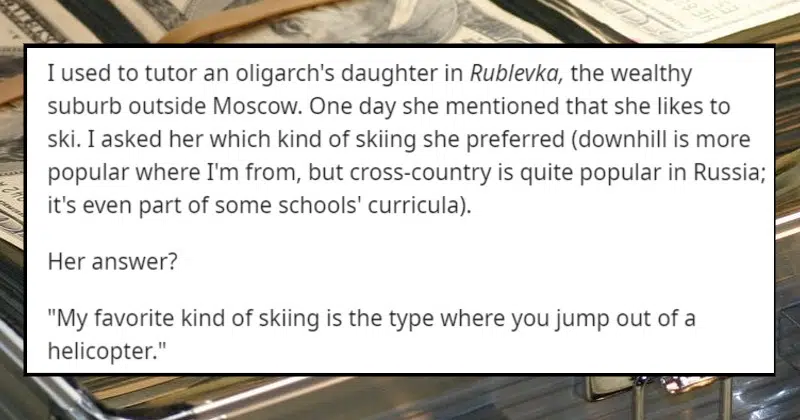 I used to tutor an oligarch's daughter in Rublevka, the wealthy
suburb outside Moscow. One day she mentioned that she likes to
ski. I asked her which kind of skiing she preferred (downhill is more
popular where I'm from, but cross-country is quite popular in Russia;
it's even part of some schools' curricula).
Her answer?
"My favorite kind of skiing is the type where you jump out of a
helicopter."